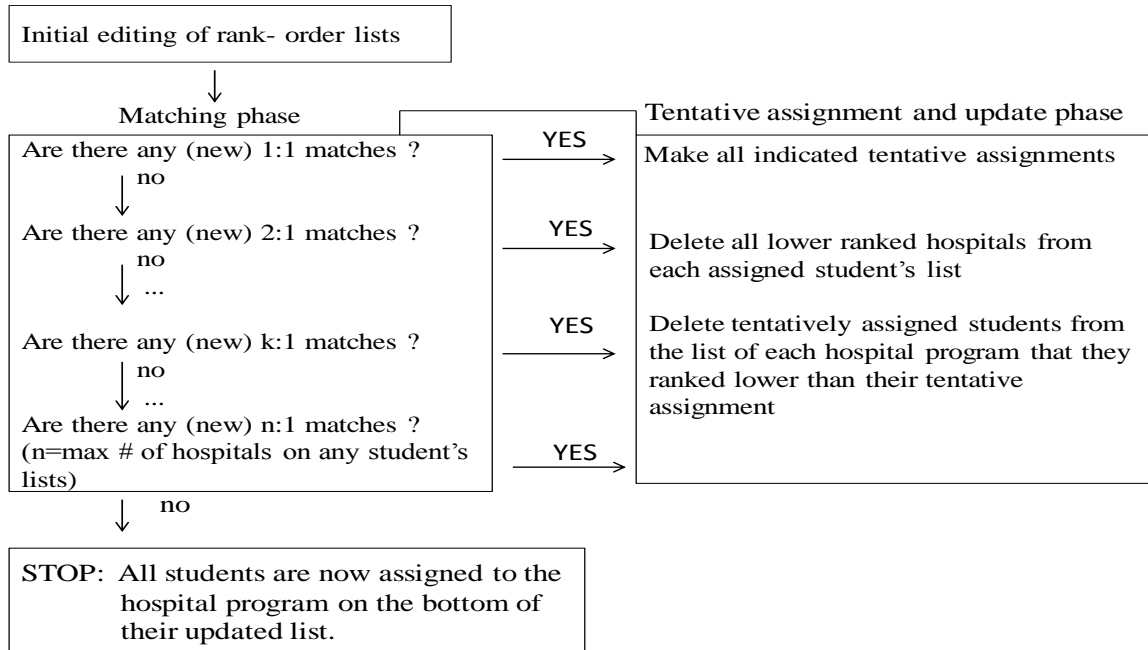 Initial editing of rank- order lists
Matching phase
Tentative assignment and update phase
Are there any (new) 1:1 matches ?
YES
Make all indicated tentative assignments
no
Are there any (new) 2:1 matches ?
YES
Delete all lower ranked hospitals from
each assigned student’s list
no
...
Are there any (new) k:1 matches ?
YES
Delete tentatively assigned students from
the list of each hospital program that they
ranked lower than their tentative
assignment
no
...
Are there any (new) n:1 matches ?
(n=max # of hospitals on any student’s
lists)
YES
no
STOP: All students are now assigned to the
hospital program on the bottom of
their updated list.